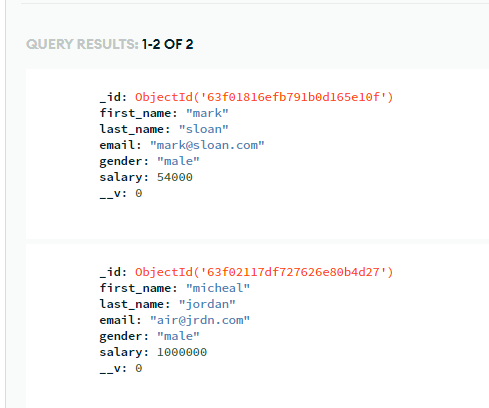 QUERY RESULTS: 1-2 OF 2
_id: ObjectId('63f01816efb791b0d165e10f')
first_name: "mark"
last_name: "sloan"
email: "mark@sloan.com"
gender: "male"
salary: 54000
__v: 0
_id: ObjectId('63f02117df727626e80b4d27')
first_name: "micheal"
last_name: "jordan"
email: "air@jrdn.com"
gender: "male"
salary: 1000000
__v: 0